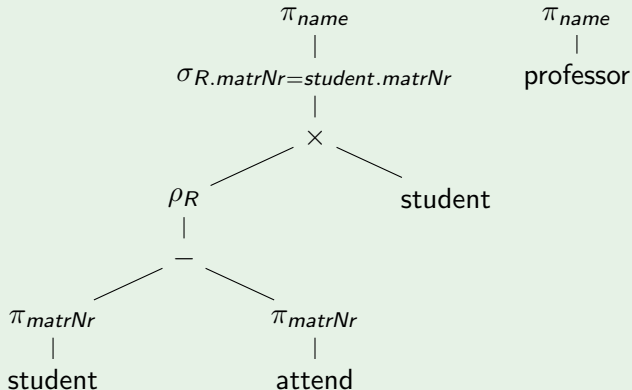 π_name π_name
σ_R.matrNr=student.matrNr professor
×
ρ_R student
−
π_matrNr π_matrNr
student attend